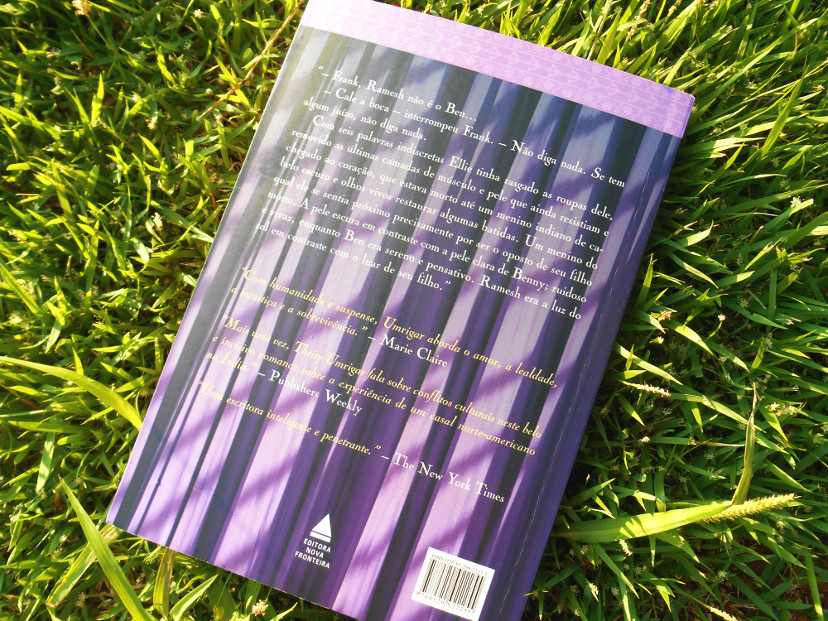 “– Frank, Ramesh não é o Ben...
– Cale a boca – interrompeu Frank. – Não diga nada. Se tem
algum juízo, não diga nada.
Com seis palavras indiscretas Ellie tinha rasgado as roupas dele,
removido as últimas camadas de músculo e pele que ainda resistiam e
chegado ao coração, que estava morto até um menino indiano de ca-
belo escuro e olhos vivos restaurar algumas batidas. Um menino do
qual ele se sentia próximo precisamente por ser o oposto de seu filho
morto. A pele escura em contraste com a pele clara de Benny; ruidoso
e voraz, enquanto Ben era sereno e pensativo. Ramesh era a luz do
sol em contraste com o luar de seu filho.”
“Com humanidade e suspense, Umrigar aborda o amor, a lealdade,
a injustiça e a sobrevivência.” – Marie Claire
“Mais uma vez, Thrity Umrigar fala sobre conflitos culturais neste belo
e incisivo romance sobre a experiência de um casal norte-americano
na Índia.” – Publishers Weekly
“Uma escritora inteligente e penetrante.” – The New York Times
EDITORA
NOVA
FRONTEIRA